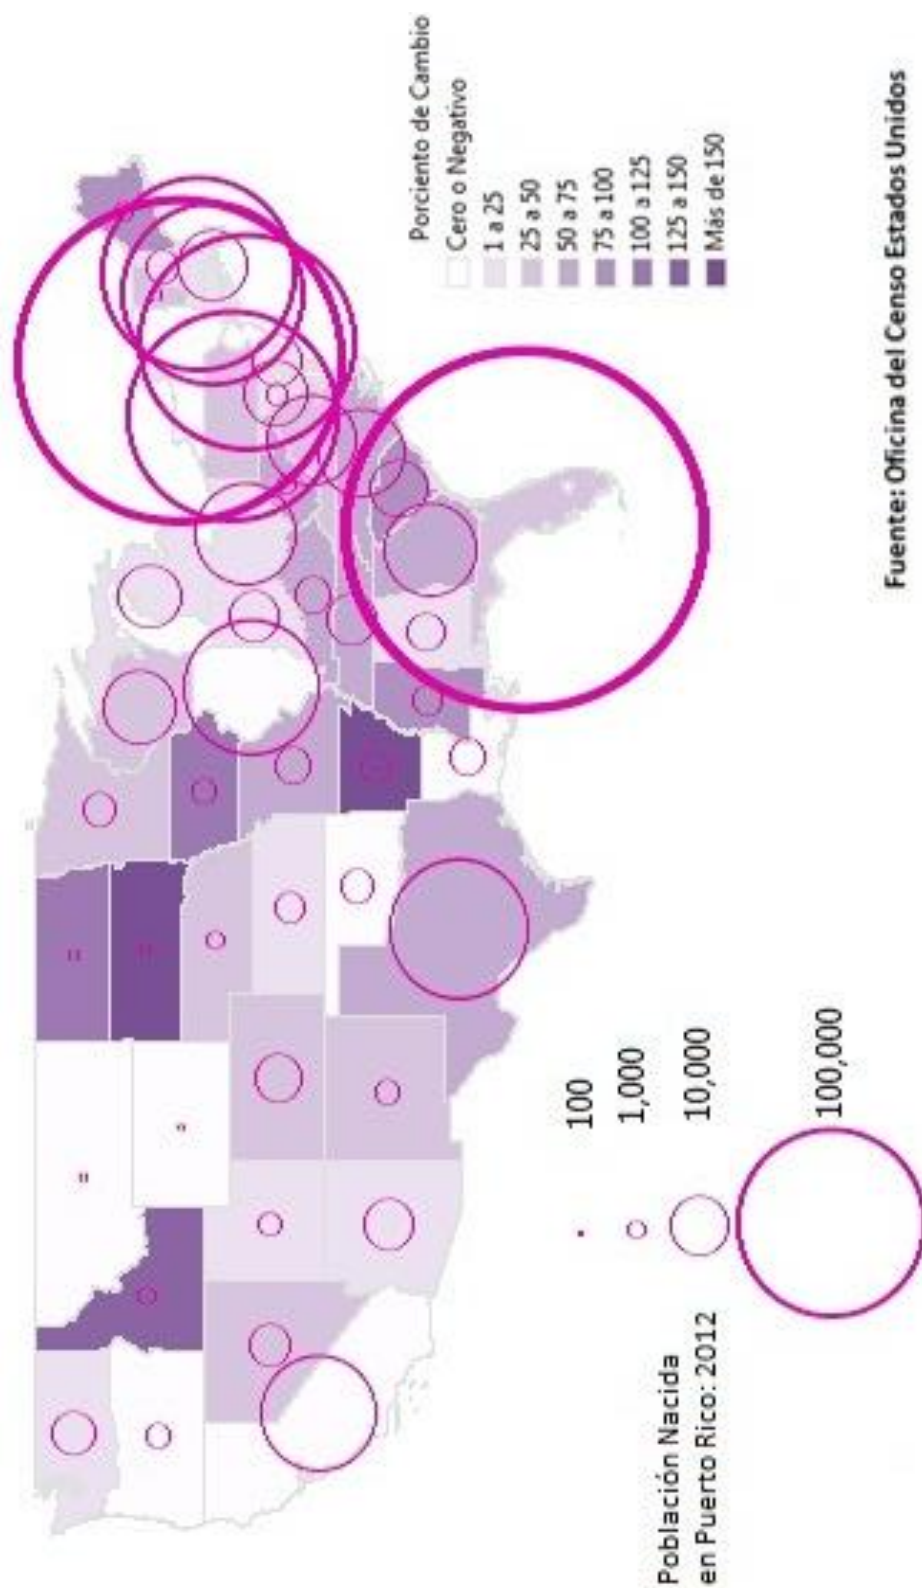 Porciento de Cambio
Cero o Negativo
1 a 25
25 a 50
50 a 75
75 a 100
100 a 125
125 a 150
Más de 150
Población Nacida
en Puerto Rico: 2012
100
1,000
10,000
100,000
Fuente: Oficina del Censo Estados Unidos